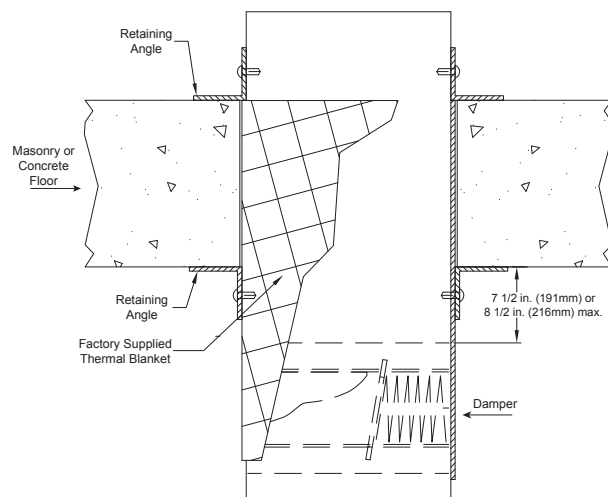 Retaining
Angle
Masonry or
Concrete
Floor
Retaining
Angle
7 1/2 in. (191mm) or
8 1/2 in. (216mm) max.
Factory Supplied
Thermal Blanket
Damper